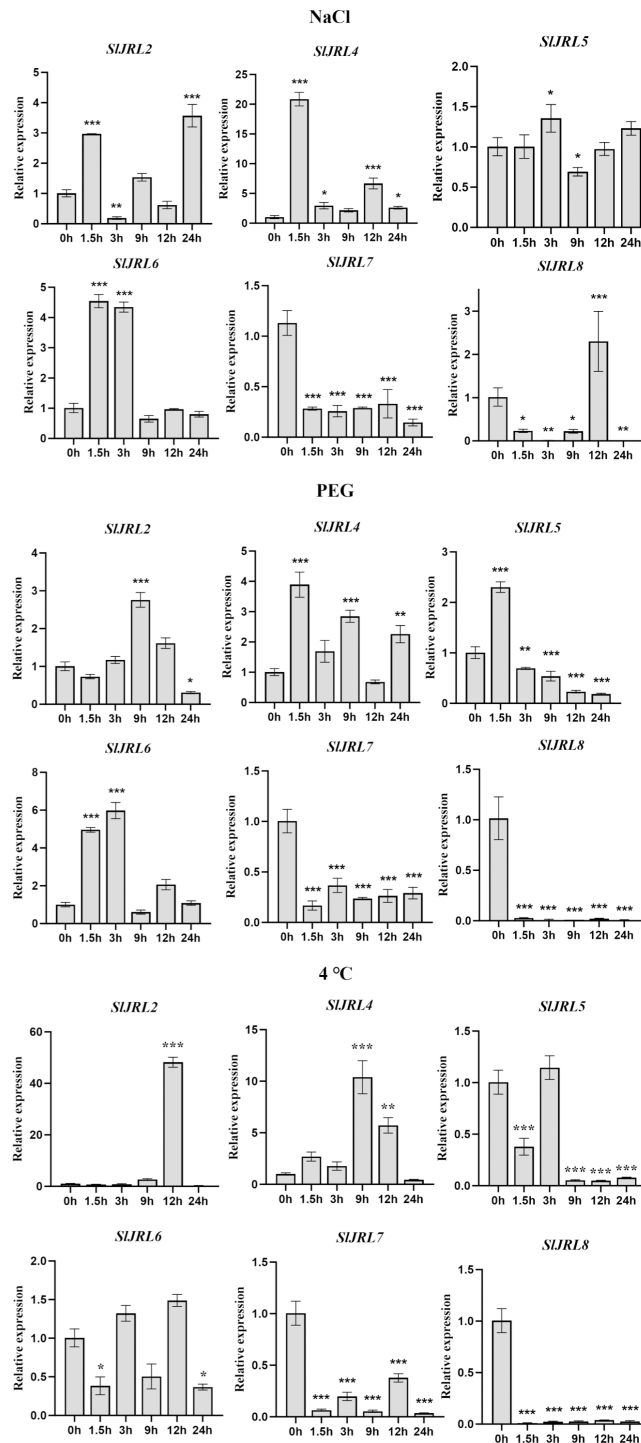 NaCl
SlJRL2
Relative expression
5
4
3
2
1
0
***
**
***
0h 1.5h 3h 9h 12h 24h
SlJRL4
Relative expression
25
20
15
10
5
0
***
*
***
*
0h 1.5h 3h 9h 12h 24h
SlJRL5
Relative expression
2.0
1.5
1.0
0.5
0.0
*
*
0h 1.5h 3h 9h 12h 24h
SlJRL6
Relative expression
5
4
3
2
1
0
***
***
0h 1.5h 3h 9h 12h 24h
SlJRL7
Relative expression
1.5
1.0
0.5
0.0
***
***
***
***
***
0h 1.5h 3h 9h 12h 24h
SlJRL8
Relative expression
3
2
1
0
*
**
*
***
**
0h 1.5h 3h 9h 12h 24h
PEG
SlJRL2
Relative expression
4
3
2
1
0
***
*
0h 1.5h 3h 9h 12h 24h
SlJRL4
Relative expression
5
4
3
2
1
0
***
***
**
0h 1.5h 3h 9h 12h 24h
SlJRL5
Relative expression
3
2
1
0
***
**
***
***
***
0h 1.5h 3h 9h 12h 24h
SlJRL6
Relative expression
8
6
4
2
0
***
***
0h 1.5h 3h 9h 12h 24h
SlJRL7
Relative expression
1.5
1.0
0.5
0.0
***
***
***
***
***
0h 1.5h 3h 9h 12h 24h
SlJRL8
Relative expression
1.5
1.0
0.5
0.0
***
***
***
***
***
0h 1.5h 3h 9h 12h 24h
4 °C
SlJRL2
Relative expression
60
40
20
0
***
0h 1.5h 3h 9h 12h 24h
SlJRL4
Relative expression
15
10
5
0
***
**
0h 1.5h 3h 9h 12h 24h
SlJRL5
Relative expression
1.5
1.0
0.5
0.0
***
***
***
***
0h 1.5h 3h 9h 12h 24h
SlJRL6
Relative expression
2.0
1.5
1.0
0.5
0.0
*
*
0h 1.5h 3h 9h 12h 24h
SlJRL7
Relative expression
1.5
1.0
0.5
0.0
***
***
***
***
***
0h 1.5h 3h 9h 12h 24h
SlJRL8
Relative expression
1.5
1.0
0.5
0.0
***
***
***
***
***
0h 1.5h 3h 9h 12h 24h